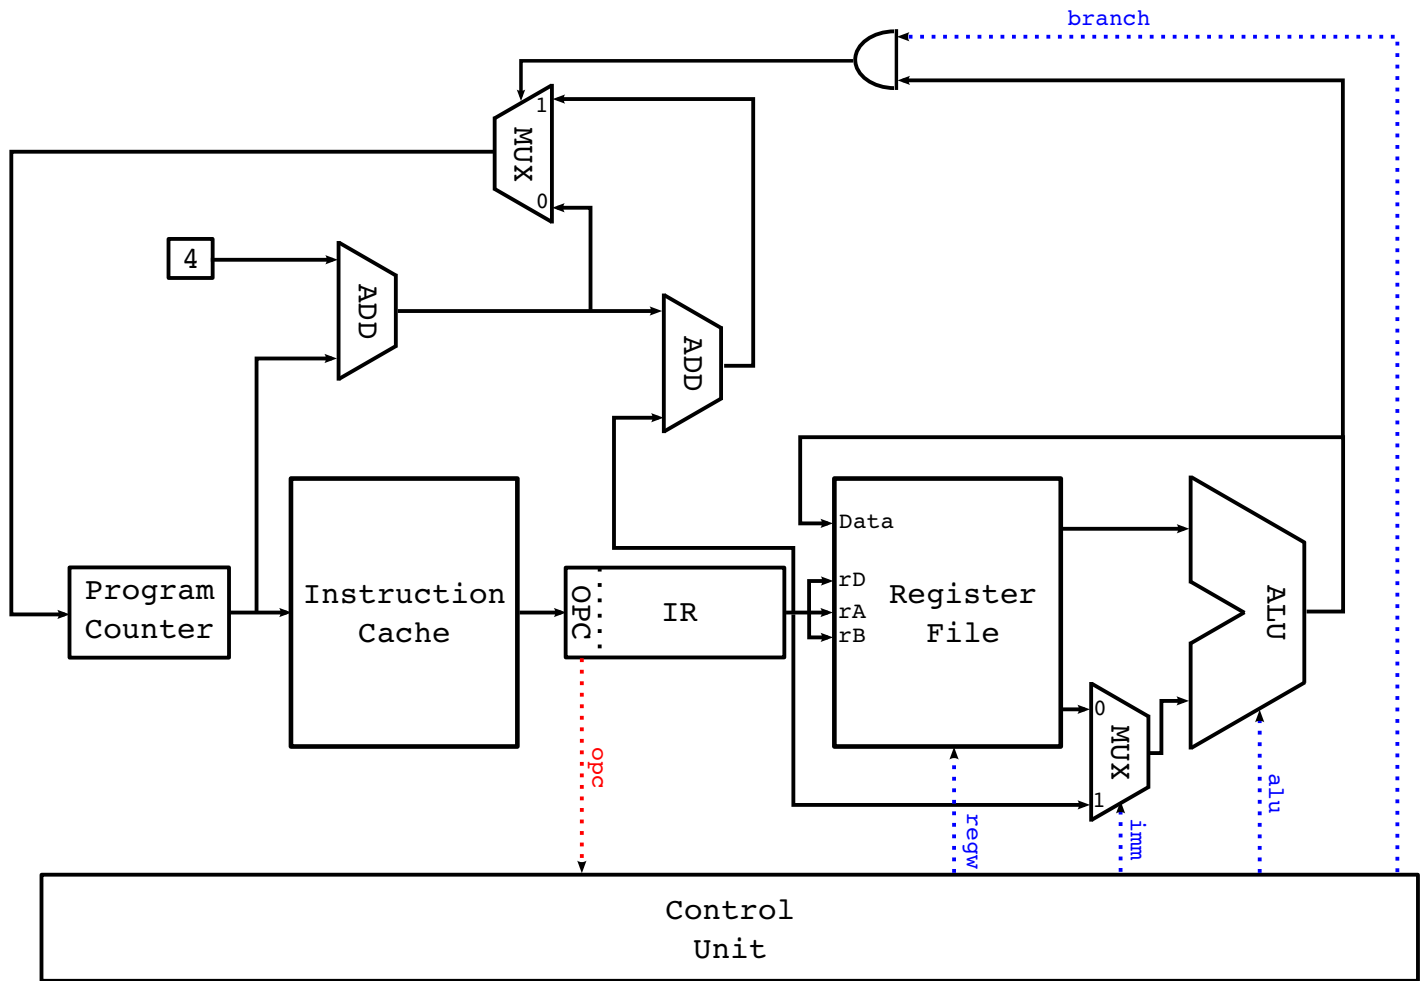 branch
1
MUX
0
4
ADD
ADD
Data
Program
Counter
Instruction
Cache
OPC
IR
rD
rA
rB
Register
File
ALU
0
MUX
1
opc
regw
imm
alu
Control
Unit